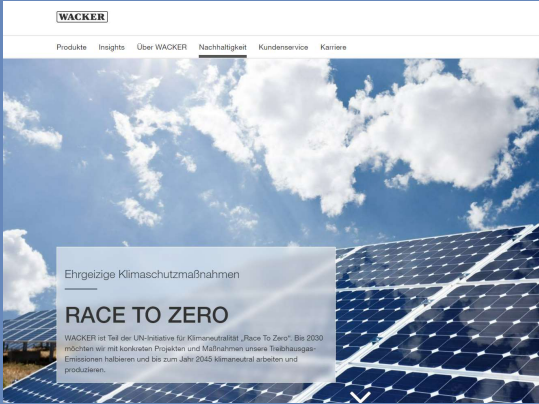 WACKER
Produkte Insights Über WACKER Nachhaltigkeit Kundenservice Karriere
Ehrgeizige Klimaschutzmaßnahmen
RACE TO ZERO
WACKER ist Teil der UN-Initiative für Klimaneutralität „Race To Zero“. Bis 2030
möchten wir mit konkreten Projekten und Maßnahmen unsere Treibhausgas-
Emissionen halbieren und bis zum Jahr 2045 klimaneutral arbeiten und
produzieren.